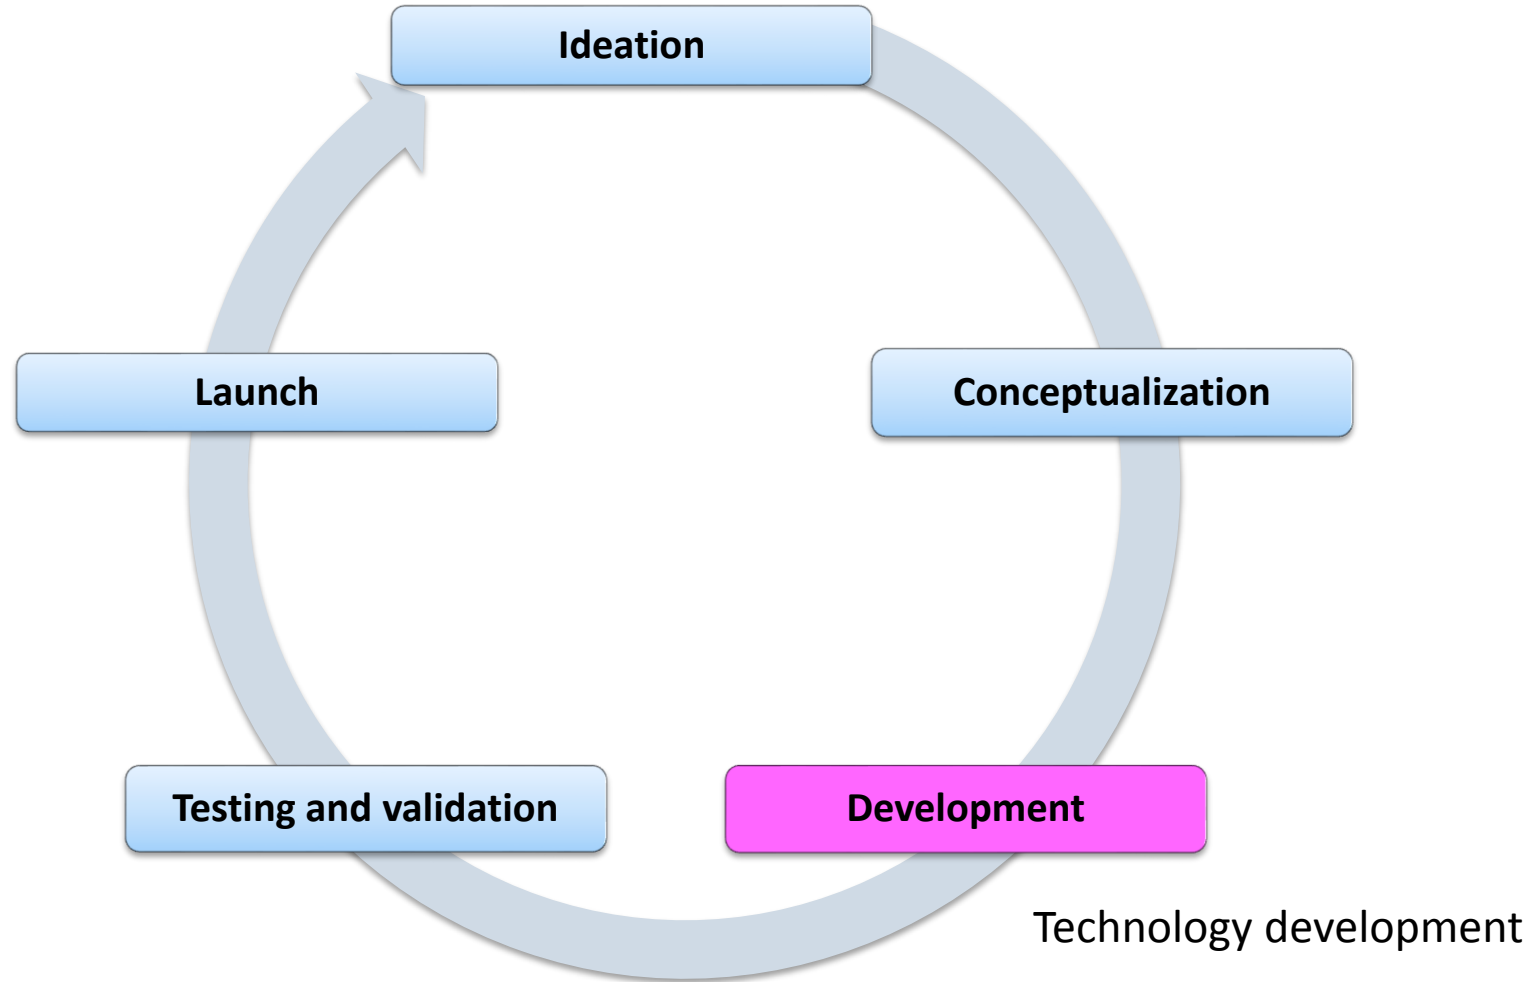 Ideation
Launch
Conceptualization
Testing and validation
Development
Technology development